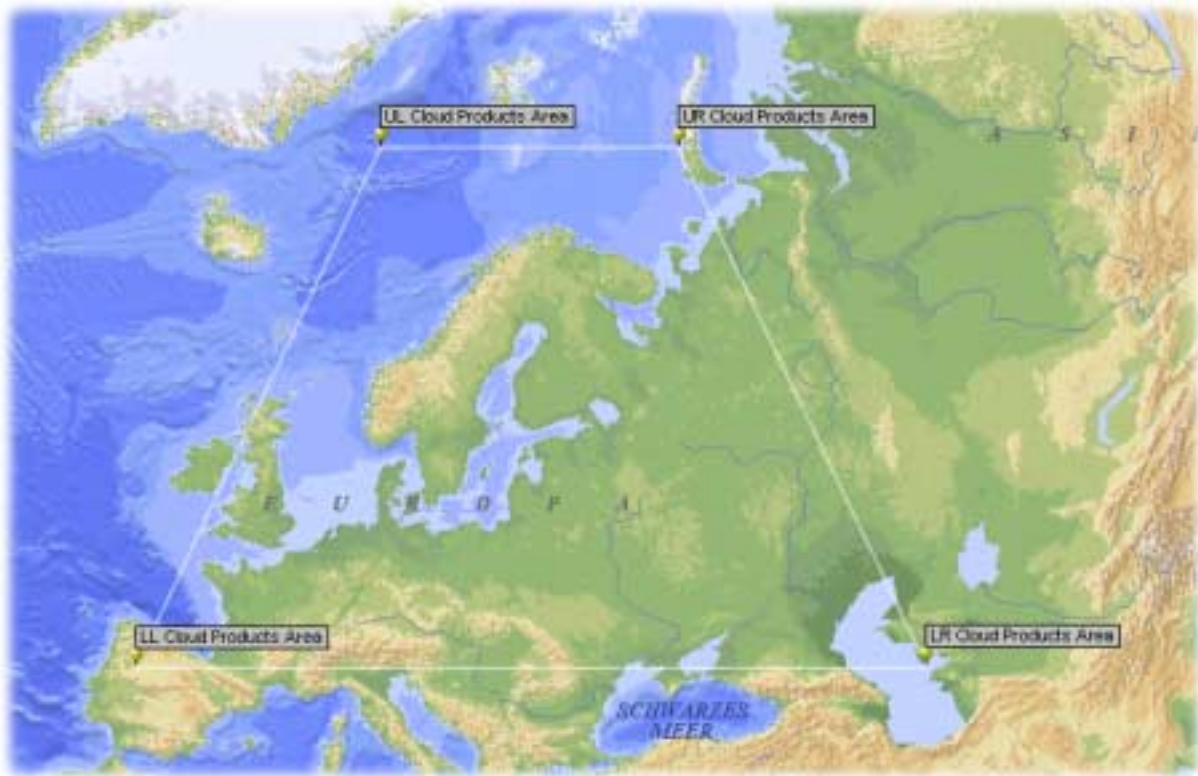 UL Cloud Products Area
UR Cloud Products Area
A S I
E U R O P A
LL Cloud Products Area
LR Cloud Products Area
SCHWARZES
MEER